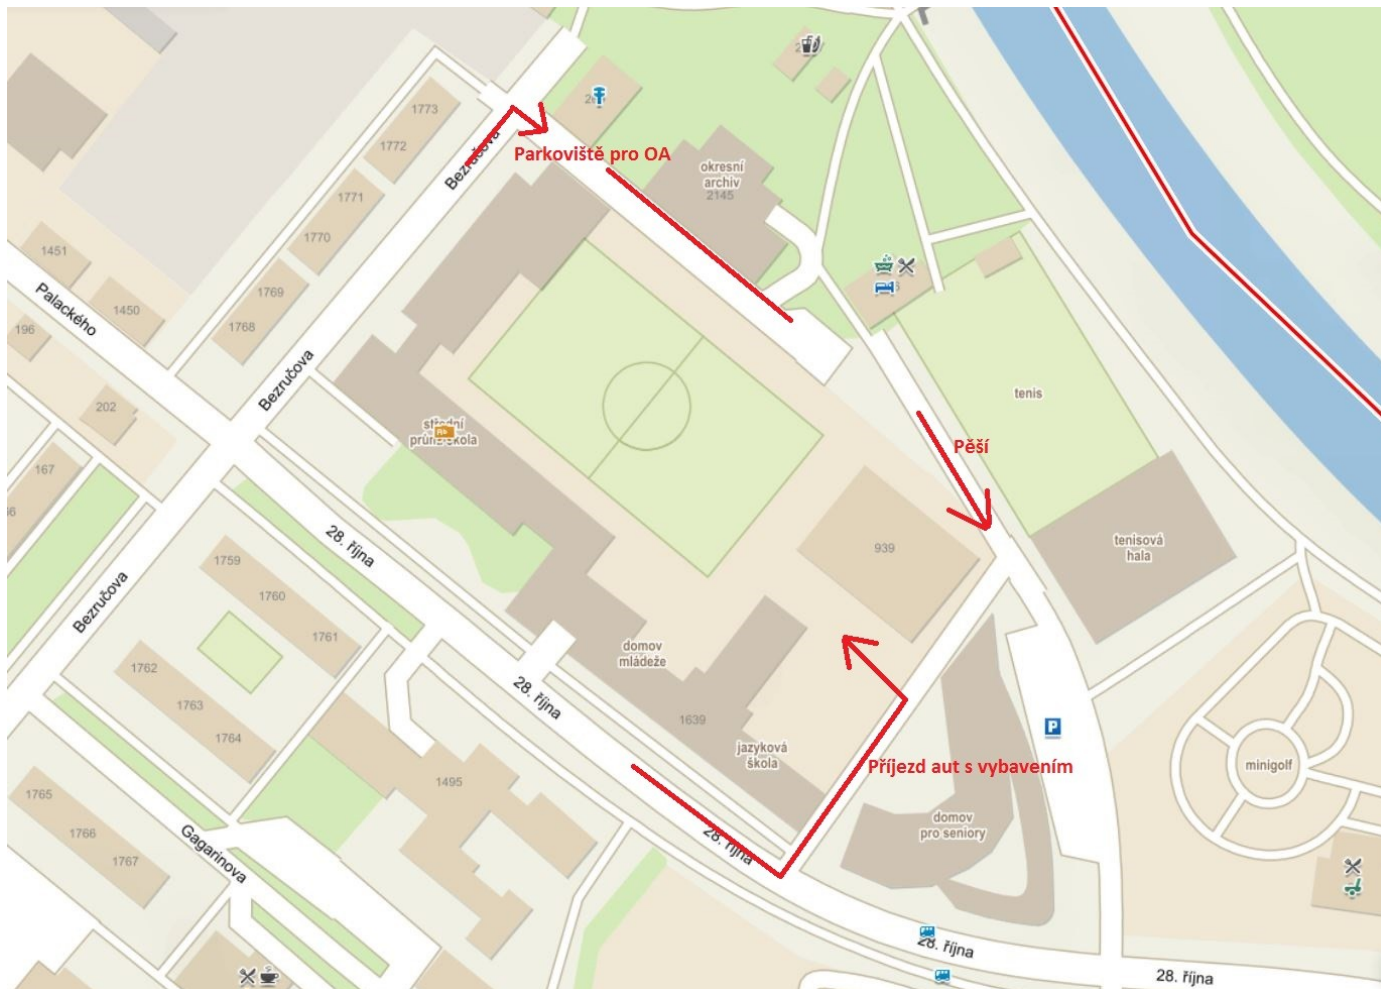 1773
Bezručova
1772
Parkoviště pro OA
okresní
archiv
2145
1771
1770
1451
1769
1450
Palackého
196
1768
Bezručova
tenis
202
střední
prům. škola
Pěší
167
28. října
939
tenisová
hala
1759
1760
1761
Bezručova
1762
domov
mládeže
1763
28. října
1764
1639
jazyková
škola
P
Příjezd aut s vybavením
minigolf
1495
1765
domov
pro seniory
1766
28. října
Gagarinova
1767
28. října
28. října